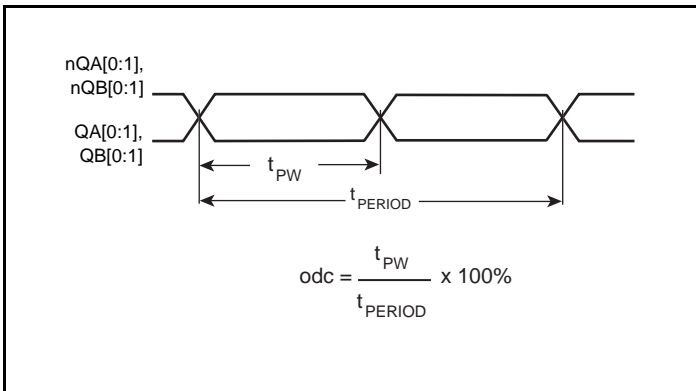 nQA[0:1],
nQB[0:1]
QA[0:1],
QB[0:1]
tPW
tPERIOD
odc = tPW / tPERIOD x 100%